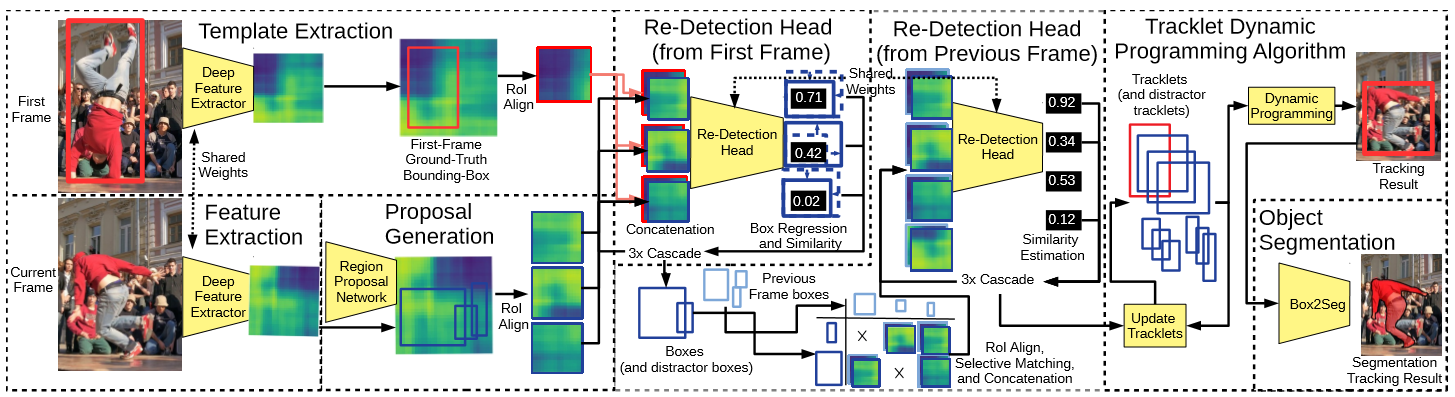 Template Extraction
First
Frame
Deep
Feature
Extractor
RoI
Align
First-Frame
Ground-Truth
Bounding-Box
Shared
Weights
Feature
Extraction
Current
Frame
Deep
Feature
Extractor
Proposal
Generation
Region
Proposal
Network
RoI
Align
Re-Detection Head
(from First Frame)
Re-Detection
Head
0.71
0.42
0.02
Concatenation
Box Regression
and Similarity
3x Cascade
Shared
Weights
Re-Detection Head
(from Previous Frame)
Re-Detection
Head
0.92
0.34
0.53
0.12
Similarity
Estimation
3x Cascade
Previous
Frame boxes
Boxes
(and distractor boxes)
X
X
RoI Align,
Selective Matching,
and Concatenation
Tracklet Dynamic
Programming Algorithm
Tracklets
(and distractor
tracklets)
Dynamic
Programming
Tracking
Result
Update
Tracklets
Object
Segmentation
Box2Seg
Segmentation
Tracking Result